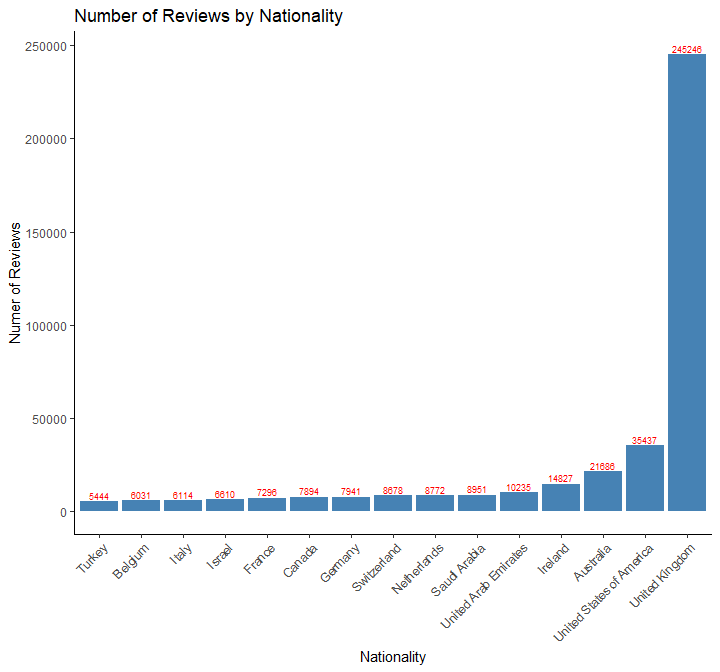 Number of Reviews by Nationality
Numer of Reviews
250000
200000
150000
100000
50000
0
5444
6031
6114
6610
7296
7894
7941
8678
8772
8951
10235
14827
21686
35437
245246
Turkey
Belgium
Italy
Israel
France
Canada
Germany
Switzerland
Netherlands
Saudi Arabia
United Arab Emirates
Ireland
Australia
United States of America
United Kingdom
Nationality